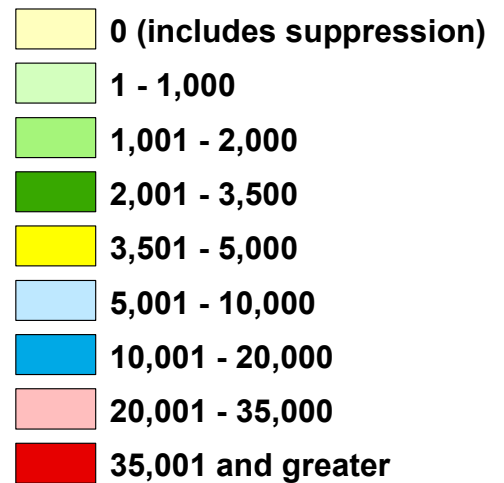 0 (includes suppression)
1 - 1,000
1,001 - 2,000
2,001 - 3,500
3,501 - 5,000
5,001 - 10,000
10,001 - 20,000
20,001 - 35,000
35,001 and greater